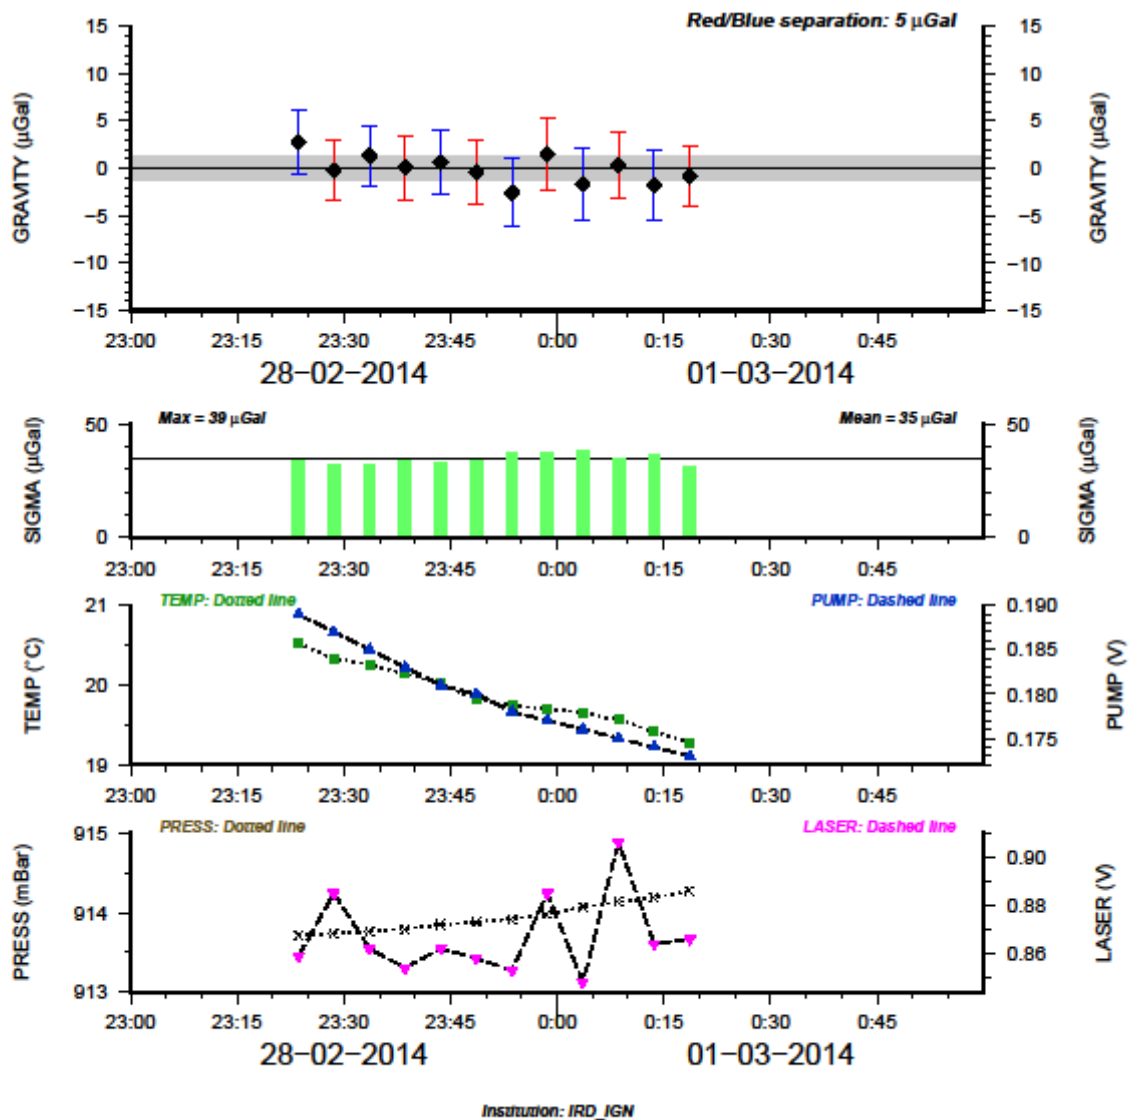 Red/Blue separation: 5 µGal
GRAVITY (µGal)
15
10
5
0
−5
−10
−15
15
10
5
0
−5
−10
−15
GRAVITY (µGal)
23:00 23:15 23:30 23:45 0:00 0:15 0:30 0:45
28−02−2014 01−03−2014
Max = 39 µGal Mean = 35 µGal
SIGMA (µGal)
50
0
50
0
SIGMA (µGal)
23:00 23:15 23:30 23:45 0:00 0:15 0:30 0:45
TEMP: Dotted line PUMP: Dashed line
TEMP (°C)
21
20
19
0.190
0.185
0.180
0.175
PUMP (V)
23:00 23:15 23:30 23:45 0:00 0:15 0:30 0:45
PRESS: Dotted line LASER: Dashed line
PRESS (mBar)
915
914
913
0.90
0.88
0.86
LASER (V)
23:00 23:15 23:30 23:45 0:00 0:15 0:30 0:45
28−02−2014 01−03−2014
Institution: IRD_IGN